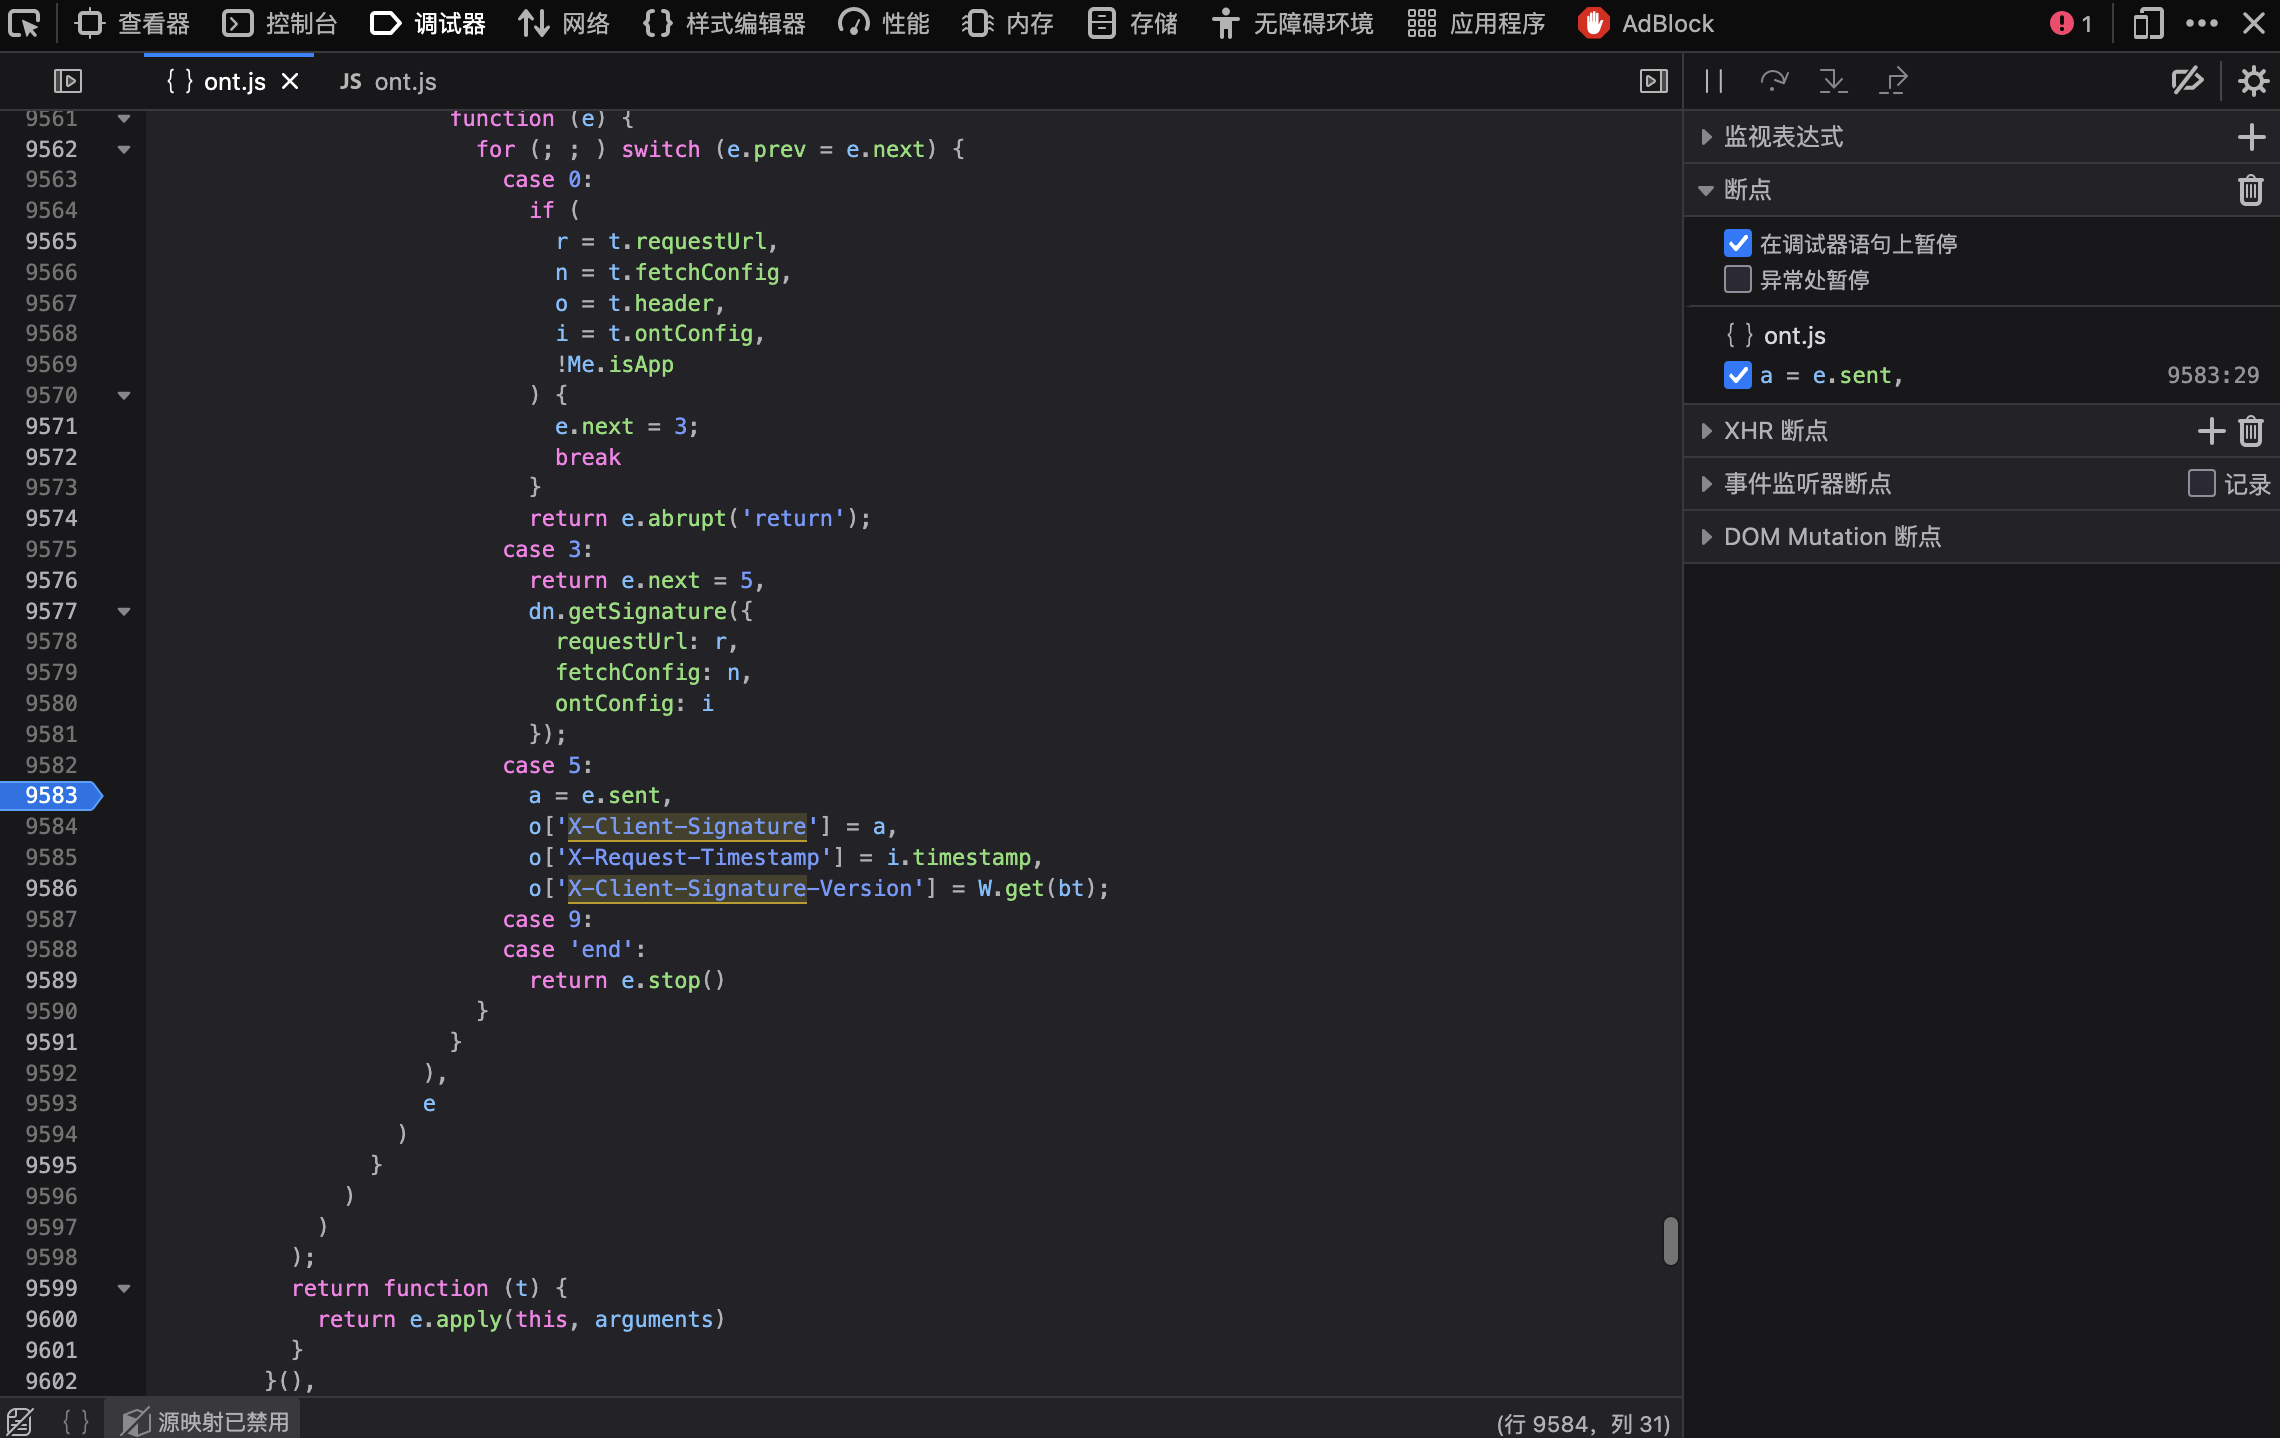 查看器 控制台 调试器 网络 样式编辑器 性能 内存 存储 无障碍环境 应用程序 AdBlock 1
{ } ont.js JS ont.js
9561 function (e) {
9562 for (; ; ) switch (e.prev = e.next) {
9563 case 0:
9564 if (
9565 r = t.requestUrl,
9566 n = t.fetchConfig,
9567 o = t.header,
9568 i = t.ontConfig,
9569 !Me.isApp
9570 ) {
9571 e.next = 3;
9572 break
9573 }
9574 return e.abrupt('return');
9575 case 3:
9576 return e.next = 5,
9577 dn.getSignature({
9578 requestUrl: r,
9579 fetchConfig: n,
9580 ontConfig: i
9581 });
9582 case 5:
9583 a = e.sent,
9584 o['X-Client-Signature'] = a,
9585 o['X-Request-Timestamp'] = i.timestamp,
9586 o['X-Client-Signature-Version'] = W.get(bt);
9587 case 9:
9588 case 'end':
9589 return e.stop()
9590 }
9591 }
9592 ),
9593 e
9594 )
9595 }
9596 )
9597 )
9598 );
9599 return function (t) {
9600 return e.apply(this, arguments)
9601 }
9602 }(),
{ } 源映射已禁用 (行 9584，列 31)
监视表达式
断点
在调试器语句上暂停
异常处暂停
{ } ont.js
a = e.sent, 9583:29
XHR 断点
事件监听器断点 记录
DOM Mutation 断点